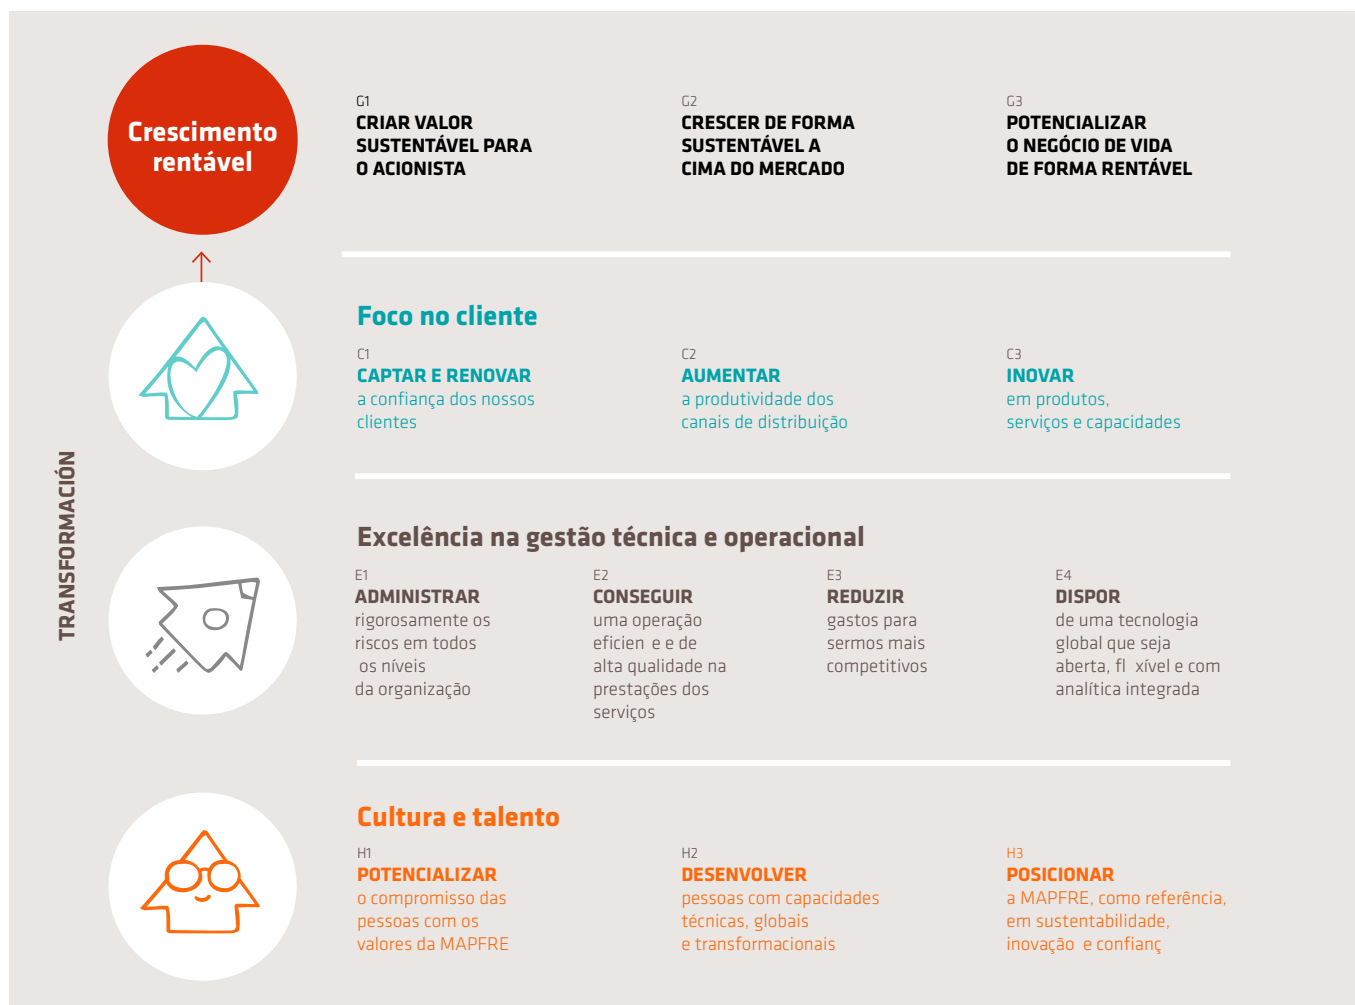 TRANSFORMACIÓN
Crescimento
rentável
G1
CRIAR VALOR
SUSTENTÁVEL PARA
O ACIONISTA
G2
CRESCER DE FORMA
SUSTENTÁVEL A
CIMA DO MERCADO
G3
POTENCIALIZAR
O NEGÓCIO DE VIDA
DE FORMA RENTÁVEL
Foco no cliente
C1
CAPTAR E RENOVAR
a confiança dos nossos
clientes
C2
AUMENTAR
a produtividade dos
canais de distribuição
C3
INOVAR
em produtos,
serviços e capacidades
Excelência na gestão técnica e operacional
E1
ADMINISTRAR
rigorosamente os
riscos em todos
os níveis
da organização
E2
CONSEGUIR
uma operação
eficien e e de
alta qualidade na
prestações dos
serviços
E3
REDUZIR
gastos para
sermos mais
competitivos
E4
DISPOR
de uma tecnologia
global que seja
aberta, fl xível e com
analítica integrada
Cultura e talento
H1
POTENCIALIZAR
o compromisso das
pessoas com os
valores da MAPFRE
H2
DESENVOLVER
pessoas com capacidades
técnicas, globais
e transformacionais
H3
POSICIONAR
a MAPFRE, como referência,
em sustentabilidade,
inovação e confianç